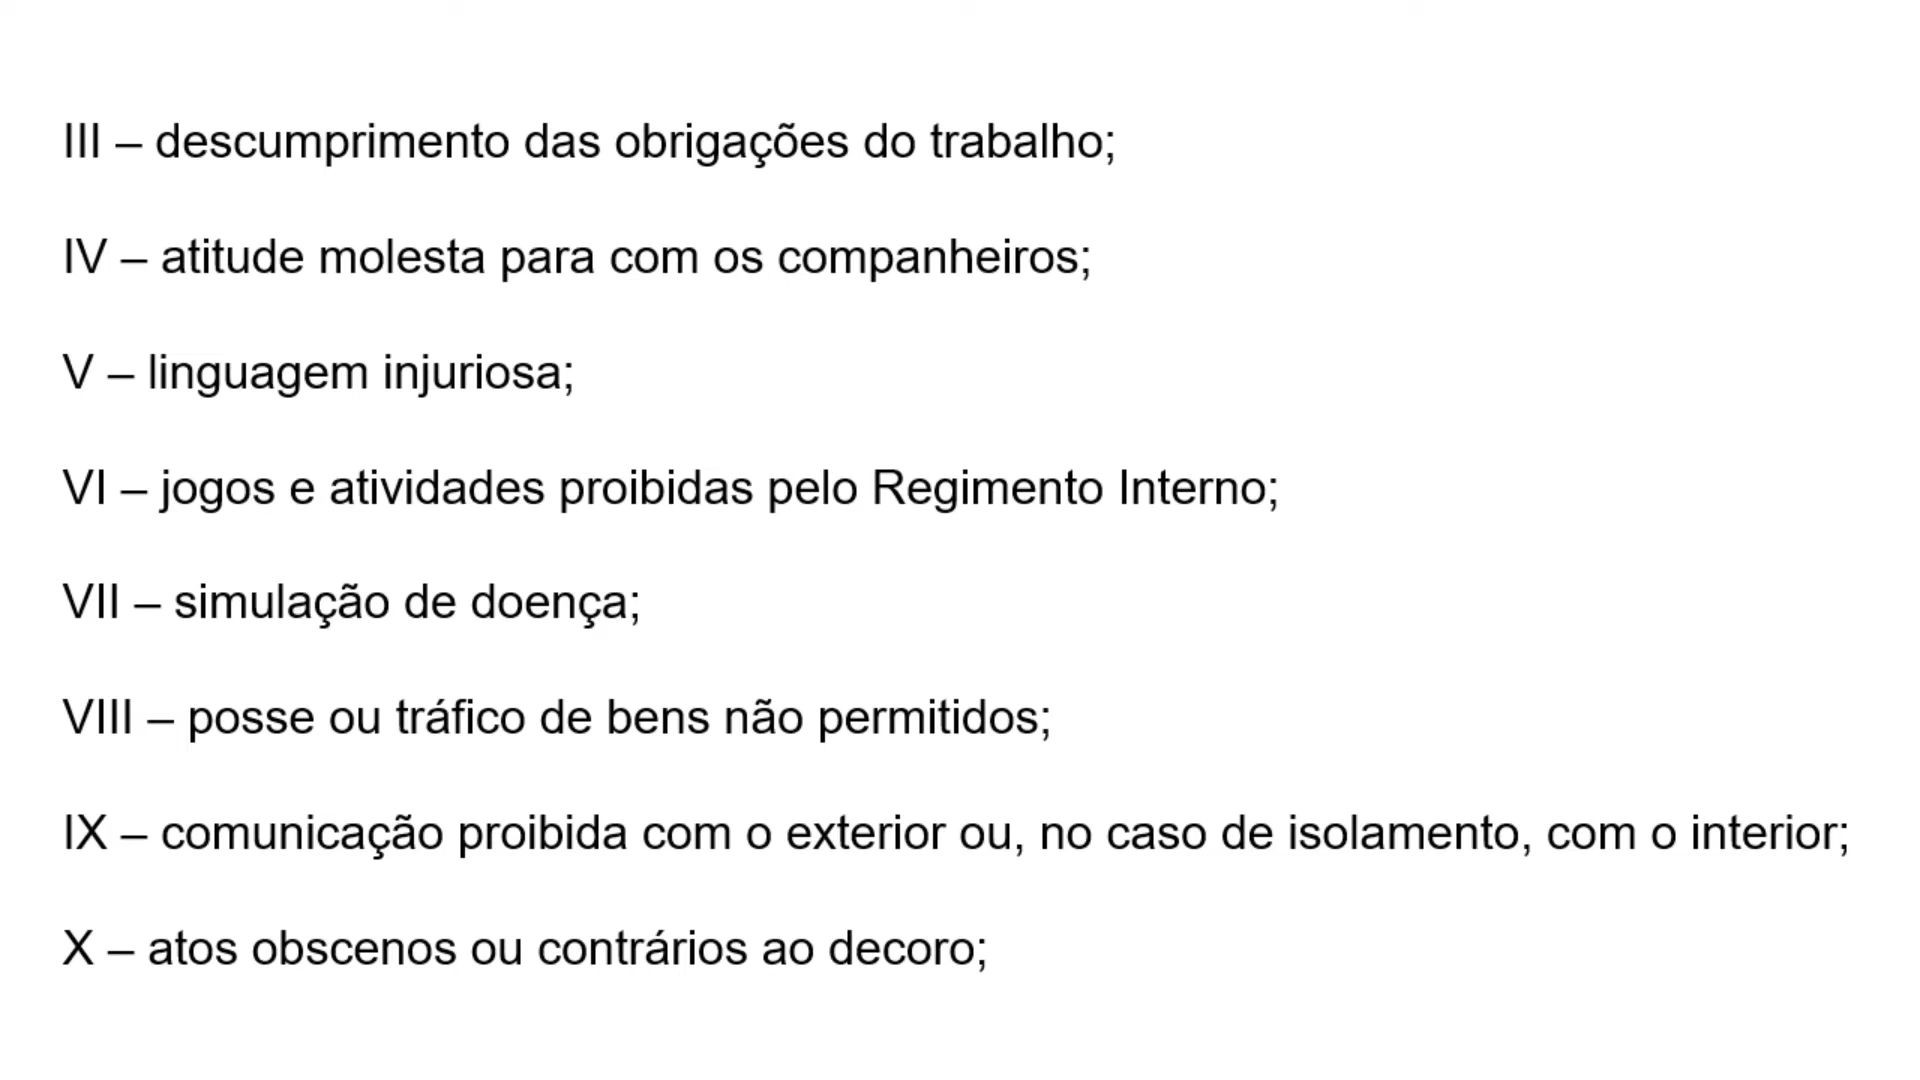 III – descumprimento das obrigações do trabalho;
IV – atitude molesta para com os companheiros;
V – linguagem injuriosa;
VI – jogos e atividades proibidas pelo Regimento Interno;
VII – simulação de doença;
VIII – posse ou tráfico de bens não permitidos;
IX – comunicação proibida com o exterior ou, no caso de isolamento, com o interior;
X – atos obscenos ou contrários ao decoro;